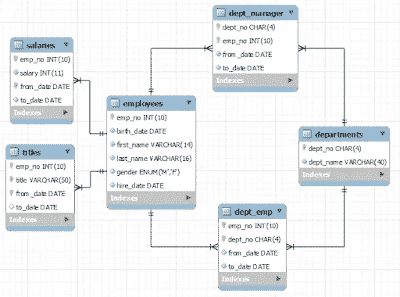 dept_manager
dept_no CHAR(4)
emp_no INT(10)
from_date DATE
to_date DATE
Indexes
salaries
emp_no INT(10)
salary INT(11)
from_date DATE
to_date DATE
Indexes
employees
emp_no INT(10)
birth_date DATE
first_name VARCHAR(14)
last_name VARCHAR(16)
gender ENUM('M','F')
hire_date DATE
Indexes
departments
dept_no CHAR(4)
dept_name VARCHAR(40)
Indexes
titles
emp_no INT(10)
title VARCHAR(50)
from_date DATE
to_date DATE
Indexes
dept_emp
emp_no INT(10)
dept_no CHAR(4)
from_date DATE
to_date DATE
Indexes